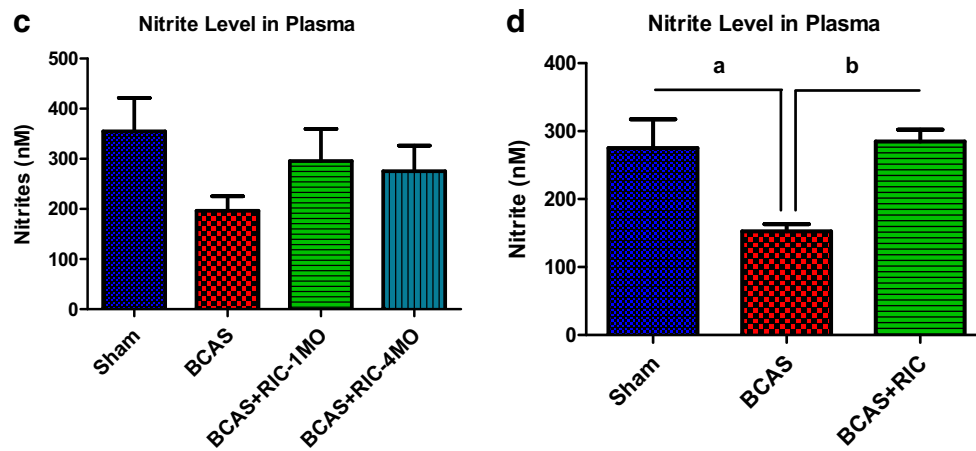 c
Nitrite Level in Plasma
Nitrites (nM)
500
400
300
200
100
0
Sham
BCAS
BCAS+RIC-1MO
BCAS+RIC-4MO
d
Nitrite Level in Plasma
Nitrite (nM)
400
300
200
100
0
a
b
Sham
BCAS
BCAS+RIC